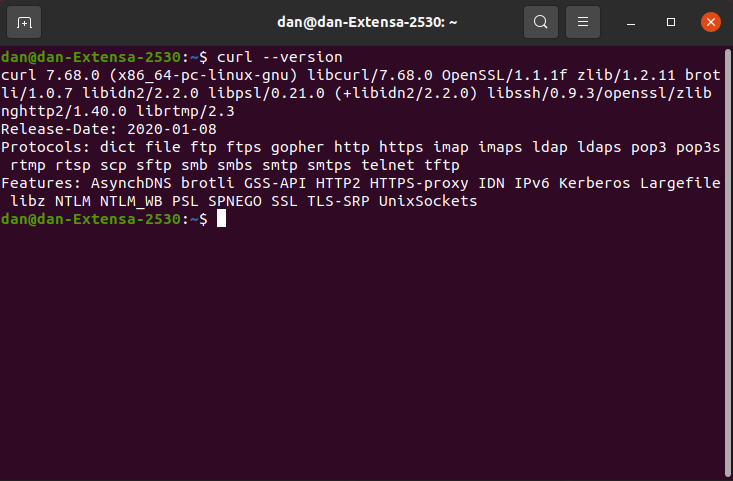 dan@dan-Extensa-2530: ~
dan@dan-Extensa-2530:~$ curl --version
curl 7.68.0 (x86_64-pc-linux-gnu) libcurl/7.68.0 OpenSSL/1.1.1f zlib/1.2.11 brot
li/1.0.7 libidn2/2.2.0 libpsl/0.21.0 (+libidn2/2.2.0) libssh/0.9.3/openssl/zlib
nghttp2/1.40.0 librtmp/2.3
Release-Date: 2020-01-08
Protocols: dict file ftp ftps gopher http https imap imaps ldap ldaps pop3 pop3s
 rtmp rtsp scp sftp smb smbs smtp smtps telnet tftp
Features: AsynchDNS brotli GSS-API HTTP2 HTTPS-proxy IDN IPv6 Kerberos Largefile
 libz NTLM NTLM_WB PSL SPNEGO SSL TLS-SRP UnixSockets
dan@dan-Extensa-2530:~$